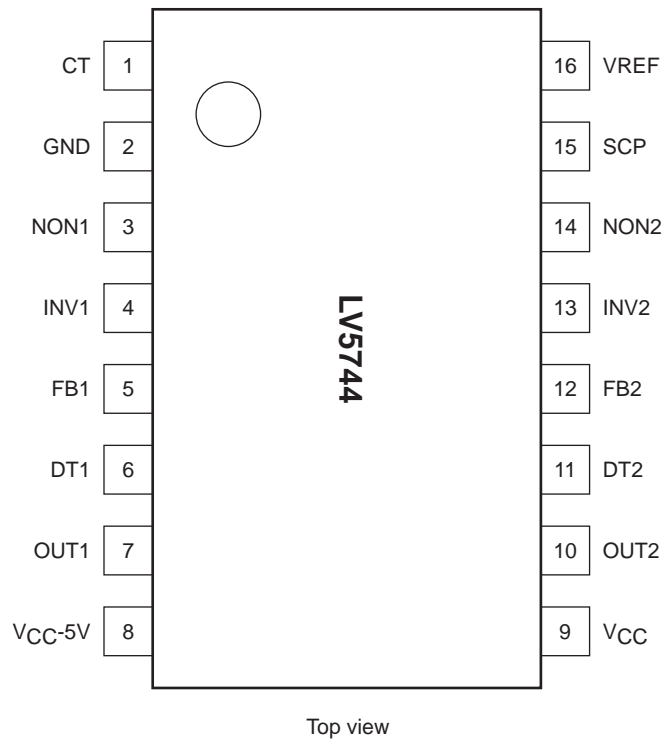 CT 1 16 VREF
GND 2 15 SCP
NON1 3 14 NON2
INV1 4 13 INV2
LV5744
FB1 5 12 FB2
DT1 6 11 DT2
OUT1 7 10 OUT2
VCC-5V 8 9 VCC
Top view